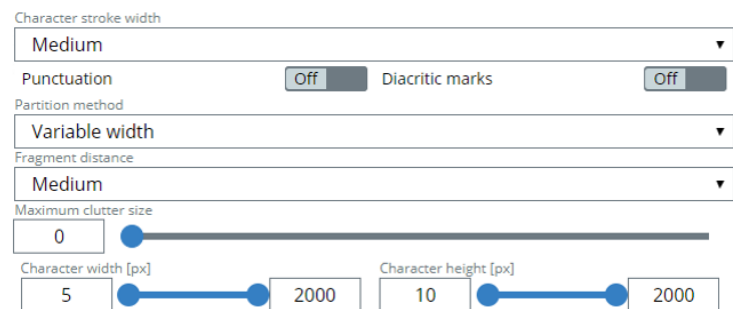 Character stroke width
Medium
Punctuation Off Diacritic marks Off
Partition method
Variable width
Fragment distance
Medium
Maximum clutter size
0
Character width [px] Character height [px]
5 2000 10 2000